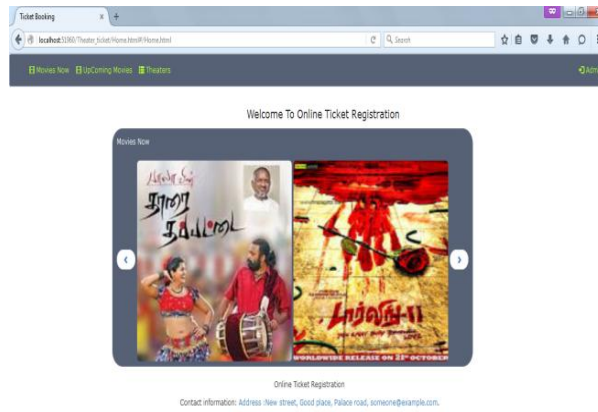 Ticket Booking
localhost:51980/Theater_ticket/Home.html#/Home.html
Search
Movies Now UpComing Movies Theaters
Welcome To Online Ticket Registration
Movies Now
தாரை
தப்பட்டை
டார்லிங்-II
WORLDWIDE RELEASE ON 21st OCTOBER
Online Ticket Registration
Contact information: Address :New street, Good place, Palace road, someone@example.com.